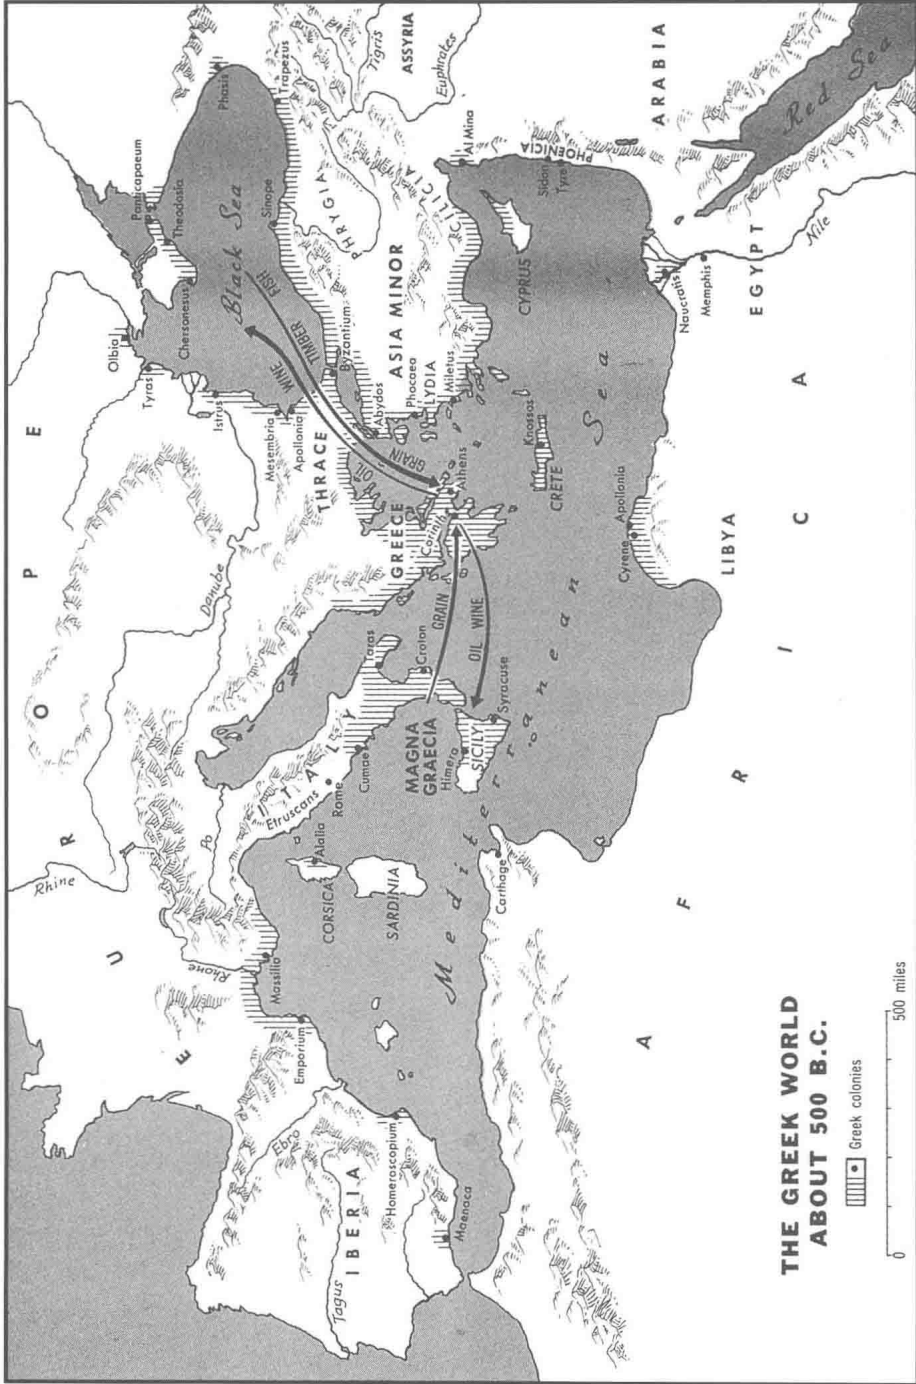 THE GREEK WORLD
ABOUT 500 B.C.
Greek colonies
0
500 miles
EUROPE
Rhine
Danube
Po
Rhone
Ebro
Tagus
IBERIA
Homeroscopium
Maenaca
Emporium
Massilia
CORSICA
Alalia
SARDINIA
ITALY
Etruscans
Rome
Cumae
Taras
Croton
MAGNA
GRAECIA
Himera
SICILY
Syracuse
Carthage
Mediterranean Sea
GRAIN
OIL WINE
GREECE
Corinth
Athens
THRACE
OIL
WINE
GRAIN
TIMBER
FISH
Black Sea
Olbia
Tyras
Istrus
Mesembria
Apollonia
Chersonesus
Theodosia
Panticapaeum
Phasis
Trapezus
Sinope
Byzantium
Abydos
Phocaea
LYDIA
Miletus
ASIA MINOR
PHRYGIA
CILICIA
Tigris
ASSYRIA
Euphrates
Al Mina
PHOENICIA
Sidon
Tyre
CYPRUS
Knossos
CRETE
Cyrene
Apollonia
LIBYA
Naucratis
Memphis
EGYPT
Nile
ARABIA
Red Sea
AFRICA